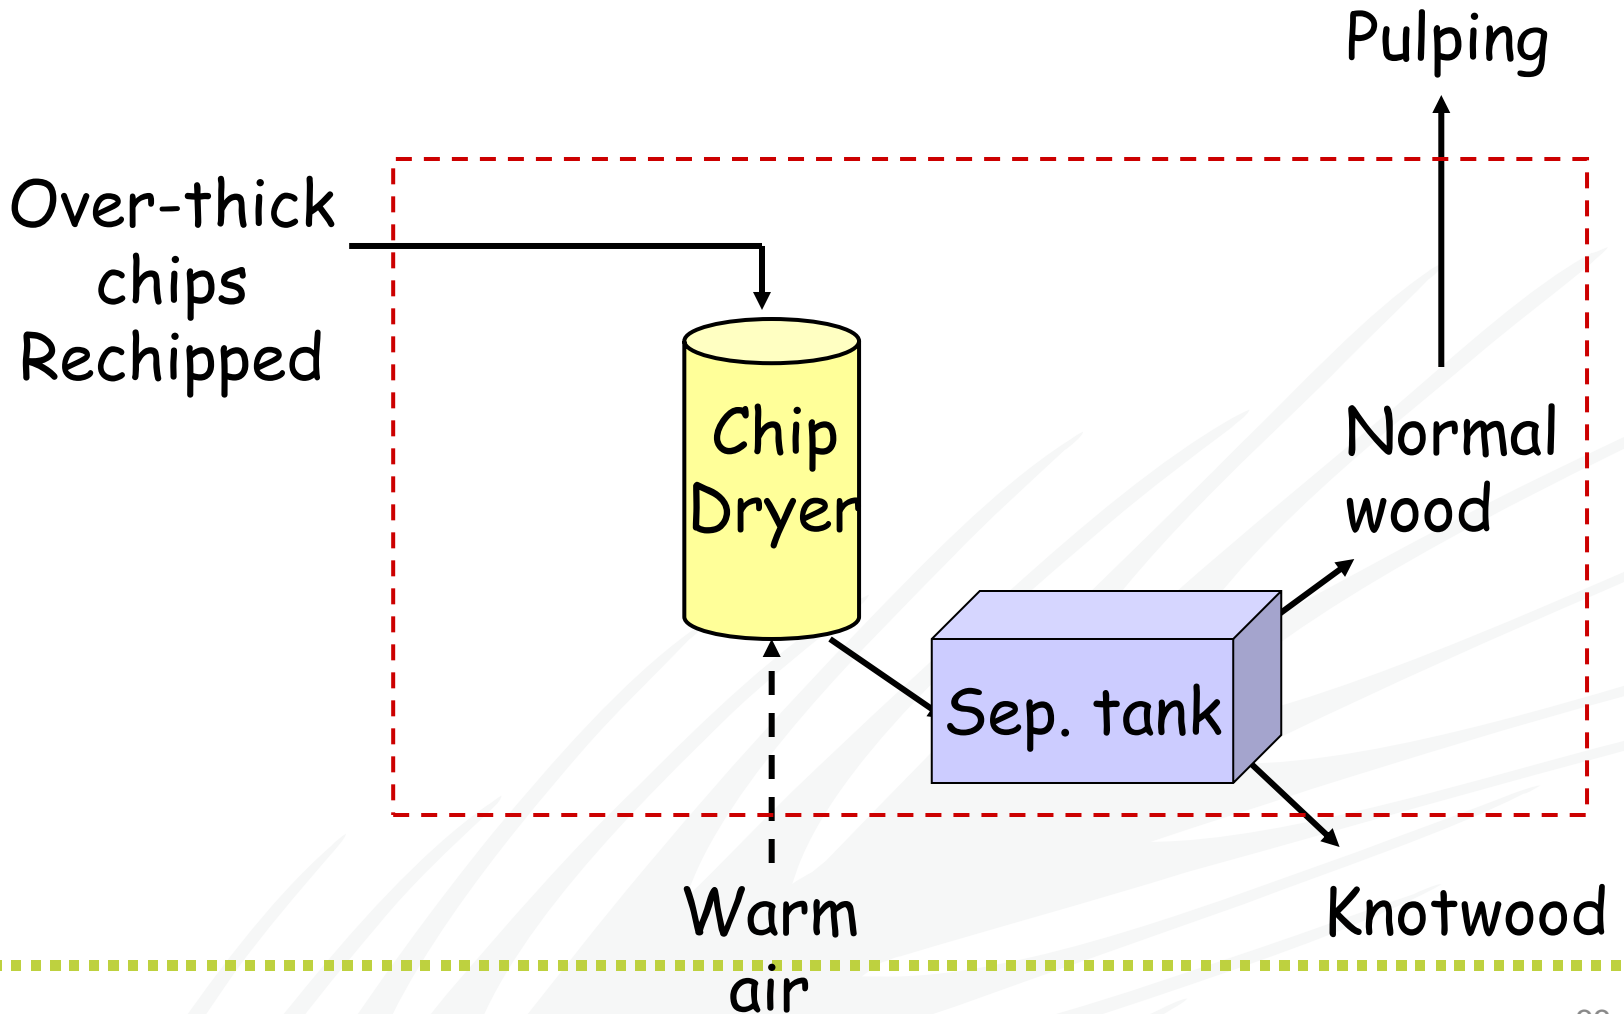 Pulping
Over-thick
chips
Rechipped
Chip
Dryer
Normal
wood
Sep. tank
Warm
air
Knotwood